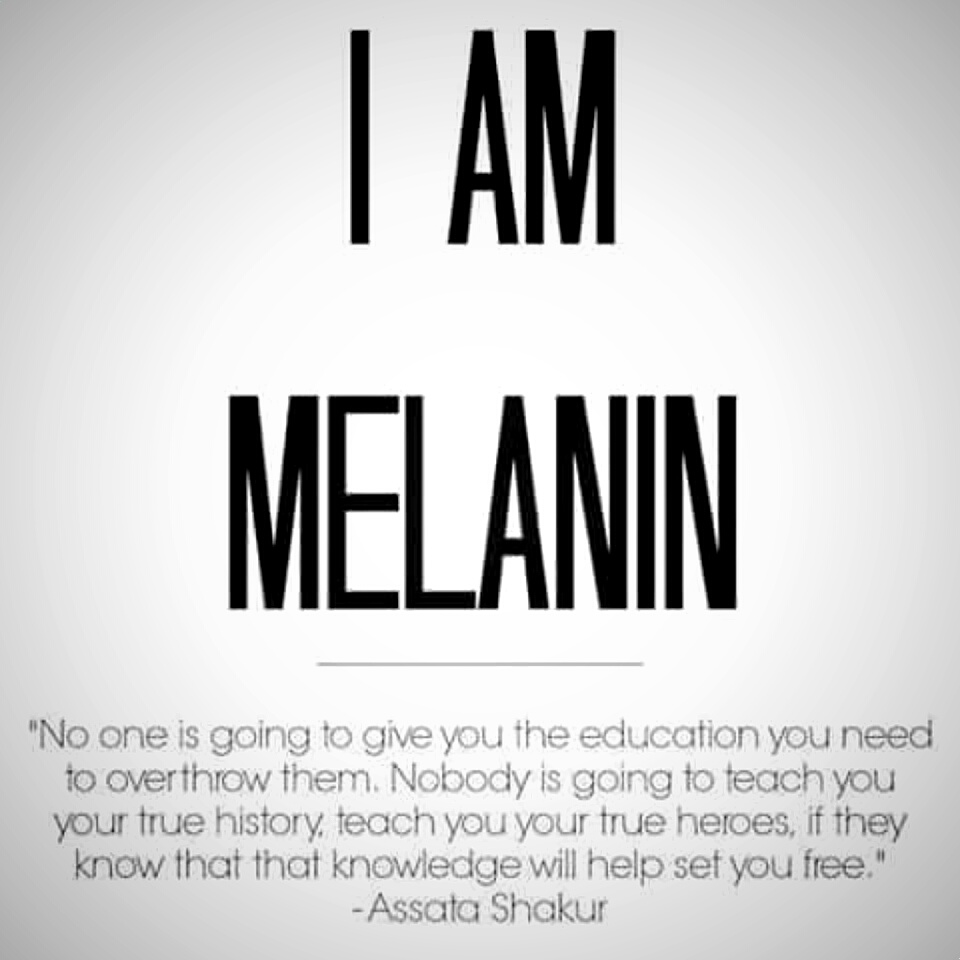 I AM
MELANIN
"No one is going to give you the education you need
to overthrow them. Nobody is going to teach you
your true history, teach you your true heroes, if they
know that that knowledge will help set you free."
-Assata Shakur